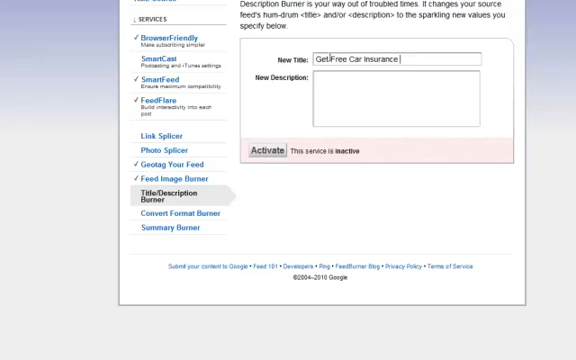 Description Burner is your way out of troubled times. It changes your source
feed's hum-drum <title> and/or <description> to the sparkling new values you
specify below.
↓ SERVICES
✓ BrowserFriendly
Make subscribing simpler
SmartCast
Podcasting and iTunes settings
✓ SmartFeed
Ensure maximum compatibility
✓ FeedFlare
Build interactivity into each
post
Link Splicer
Photo Splicer
✓ Geotag Your Feed
✓ Feed Image Burner
Title/Description
Burner
Convert Format Burner
Summary Burner
New Title: Get Free Car Insurance
New Description:
Activate This service is inactive
Submit your content to Google • Feed 101 • Developers • Ping • FeedBurner Blog • Privacy Policy • Terms of Service
©2004–2010 Google